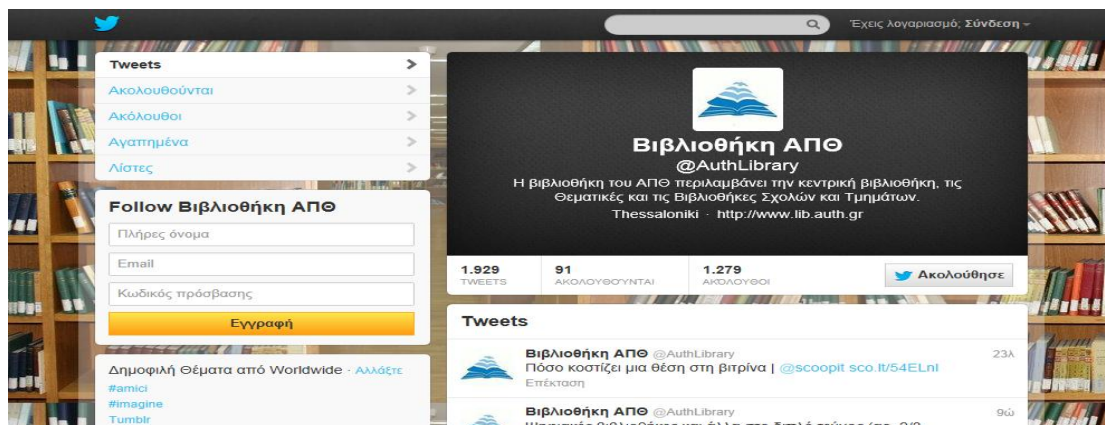 Έχεις λογαριασμό; Σύνδεση
Tweets
Ακολουθούνται
Ακόλουθοι
Αγαπημένα
Λίστες
Follow Βιβλιοθήκη ΑΠΘ
Πλήρες όνομα
Email
Κωδικός πρόσβασης
Εγγραφή
Δημοφιλή Θέματα από Worldwide · Αλλάξτε
#amici
#imagine
Tumblr
Βιβλιοθήκη ΑΠΘ
@AuthLibrary
Η βιβλιοθήκη του ΑΠΘ περιλαμβάνει την κεντρική βιβλιοθήκη, τις
Θεματικές και τις Βιβλιοθήκες Σχολών και Τμημάτων.
Thessaloniki · http://www.lib.auth.gr
1.929 91 1.279
TWEETS ΑΚΟΛΟΥΘΟΎΝΤΑΙ ΑΚΌΛΟΥΘΟΙ
Ακολούθησε
Tweets
Βιβλιοθήκη ΑΠΘ @AuthLibrary 23λ
Πόσο κοστίζει μια θέση στη βιτρίνα | @scoopit sco.lt/54ELnI
Επέκταση
Βιβλιοθήκη ΑΠΘ @AuthLibrary 9ώ